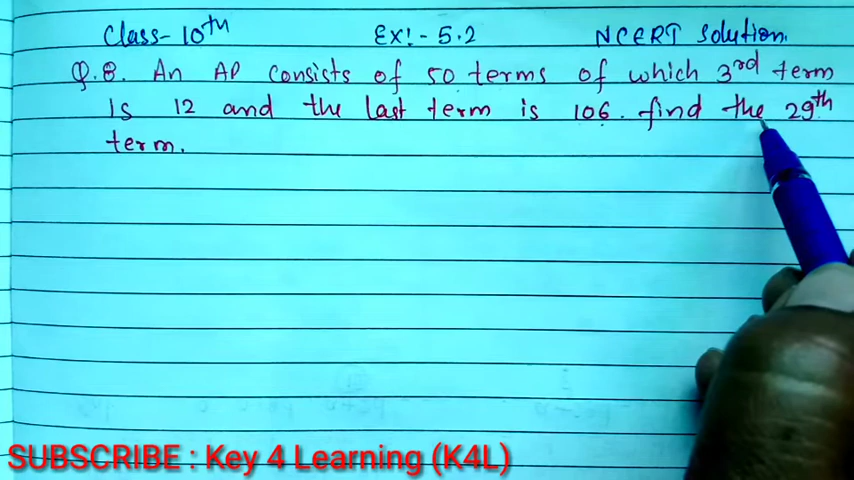 Class- 10th Ex!- 5.2 NCERT Solution.
Q.8. An AP consists of 50 terms of which 3rd term
is 12 and the last term is 106. find the 29th
term.
SUBSCRIBE : Key 4 Learning (K4L)